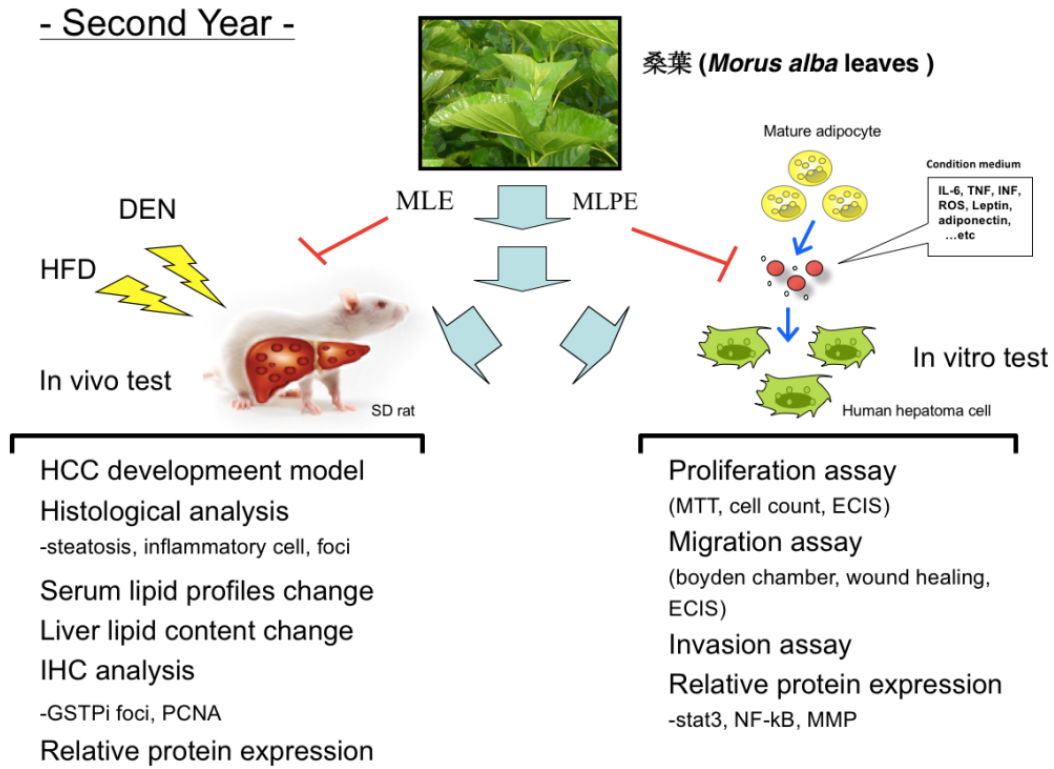 - Second Year -
桑葉 (Morus alba leaves )
Mature adipocyte
Condition medium
IL-6, TNF, INF,
ROS, Leptin,
adiponectin,
...etc
MLE
MLPE
DEN
HFD
In vivo test
SD rat
In vitro test
Human hepatoma cell
HCC developmeent model
Histological analysis
-steatosis, inflammatory cell, foci
Serum lipid profiles change
Liver lipid content change
IHC analysis
-GSTPi foci, PCNA
Relative protein expression
Proliferation assay
(MTT, cell count, ECIS)
Migration assay
(boyden chamber, wound healing,
ECIS)
Invasion assay
Relative protein expression
-stat3, NF-kB, MMP